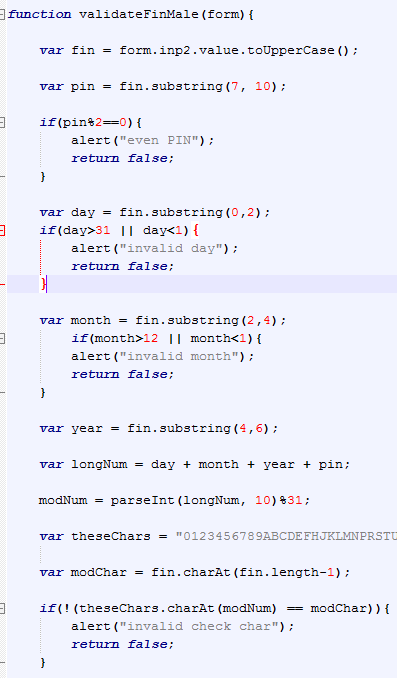 function validateFinMale(form){
var fin = form.inp2.value.toUpperCase();
var pin = fin.substring(7, 10);
if(pin%2==0){
alert("even PIN");
return false;
}
var day = fin.substring(0,2);
if(day>31 || day<1){
alert("invalid day");
return false;
}
var month = fin.substring(2,4);
if(month>12 || month<1){
alert("invalid month");
return false;
}
var year = fin.substring(4,6);
var longNum = day + month + year + pin;
modNum = parseInt(longNum, 10)%31;
var theseChars = "0123456789ABCDEFHJKLMNPRSTU
var modChar = fin.charAt(fin.length-1);
if(!(theseChars.charAt(modNum) == modChar)){
alert("invalid check char");
return false;
}